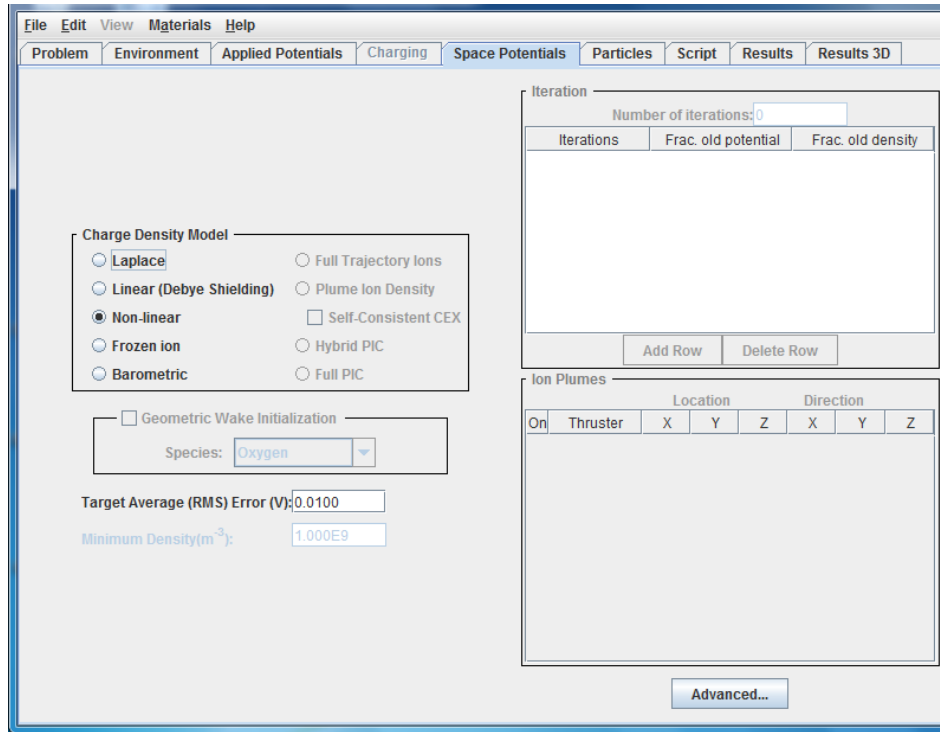 File Edit View Materials Help
Problem Environment Applied Potentials Charging Space Potentials Particles Script Results Results 3D
Charge Density Model
Laplace Full Trajectory Ions
Linear (Debye Shielding) Plume Ion Density
Non-linear Self-Consistent CEX
Frozen ion Hybrid PIC
Barometric Full PIC
Geometric Wake Initialization
Species: Oxygen
Target Average (RMS) Error (V): 0.0100
Minimum Density(m⁻³): 1.000E9
Iteration
Number of iterations: 0
Iterations Frac. old potential Frac. old density
Add Row Delete Row
Ion Plumes
Location Direction
On Thruster X Y Z X Y Z
Advanced...